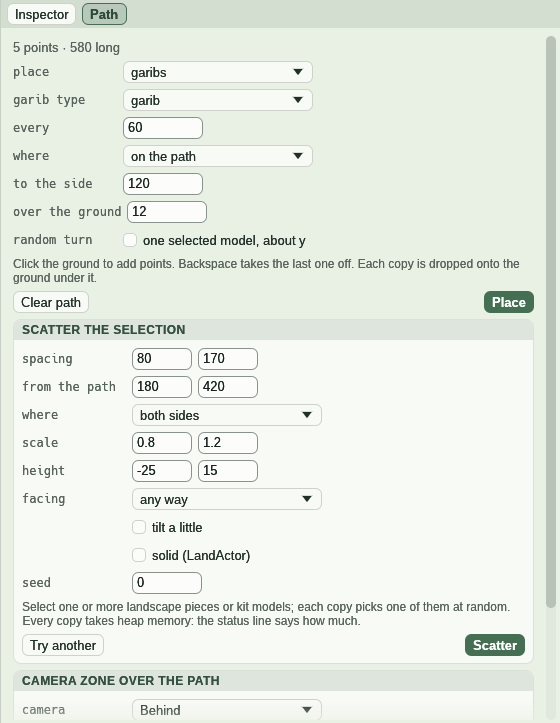 Inspector Path
5 points · 580 long
place garibs
garib type garib
every 60
where on the path
to the side 120
over the ground 12
random turn one selected model, about y
Click the ground to add points. Backspace takes the last one off. Each copy is dropped onto the
ground under it.
Clear path Place
SCATTER THE SELECTION
spacing 80 170
from the path 180 420
where both sides
scale 0.8 1.2
height -25 15
facing any way
tilt a little
solid (LandActor)
seed 0
Select one or more landscape pieces or kit models; each copy picks one of them at random.
Every copy takes heap memory: the status line says how much.
Try another Scatter
CAMERA ZONE OVER THE PATH
camera Behind